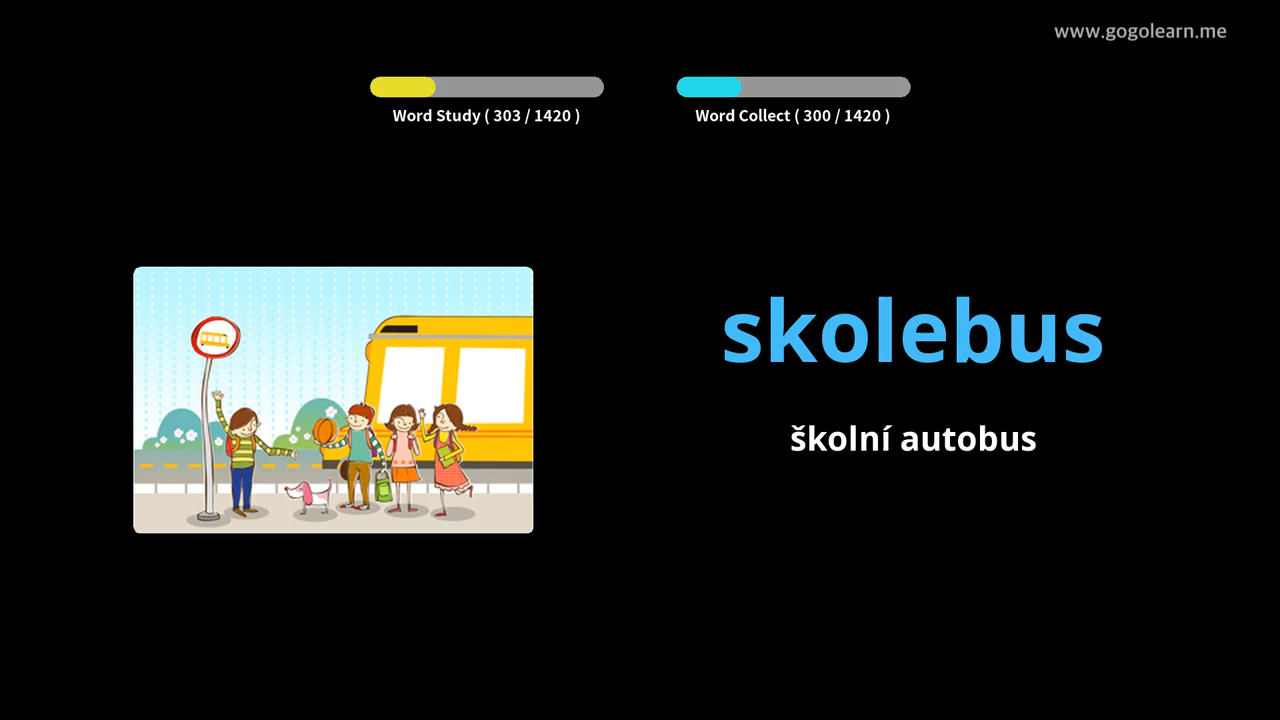 www.gogolearn.me
Word Study ( 303 / 1420 )
Word Collect ( 300 / 1420 )
skolebus
školní autobus